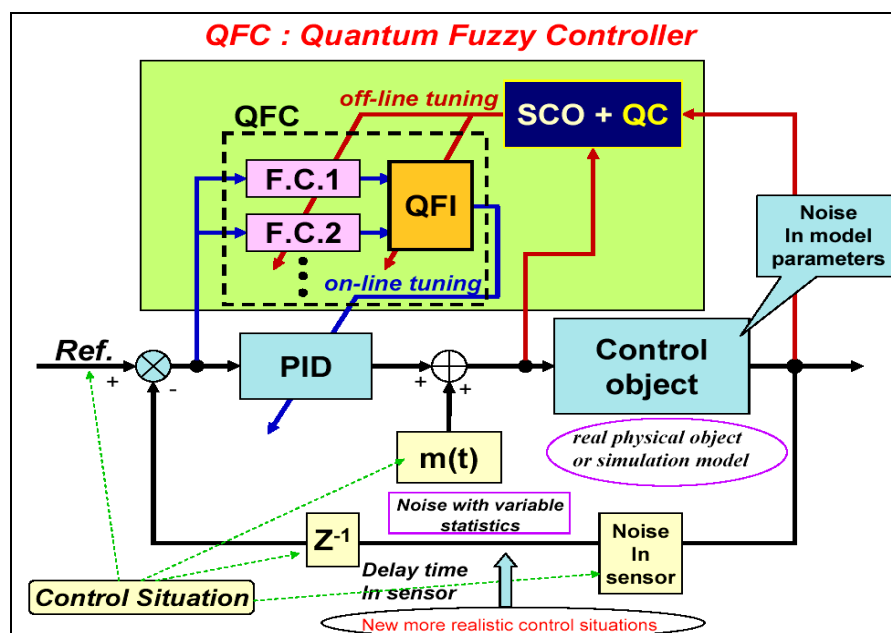 QFC : Quantum Fuzzy Controller
off-line tuning
SCO + QC
QFC
F.C.1
QFI
F.C.2
on-line tuning
Noise
In model
parameters
Ref.
+
-
PID
+
+
Control
object
m(t)
real physical object
or simulation model
Noise with variable
statistics
Z-1
Noise
In
sensor
Delay time
In sensor
Control Situation
New more realistic control situations